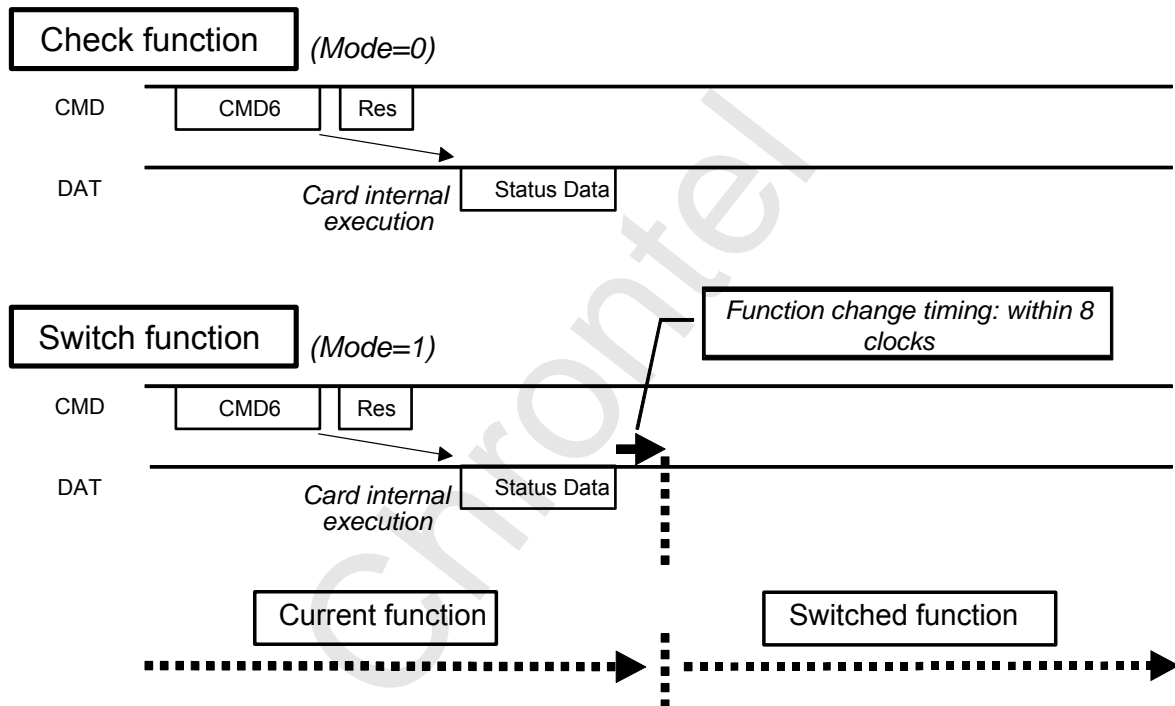 Check function (Mode=0)
CMD CMD6 Res
DAT Card internal execution Status Data
Switch function (Mode=1)
Function change timing: within 8
clocks
CMD CMD6 Res
DAT Card internal execution Status Data
Current function Switched function
Chrontel